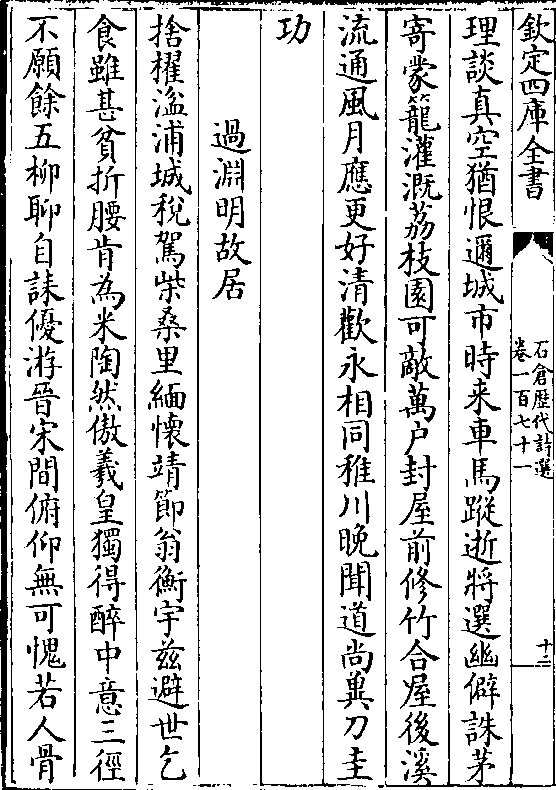 欽定四庫全書
石倉歷代詩選
卷一百七十一
十二
理談真空猶恨邇城市時来車馬蹤逝將選幽僻誅茅
寄蒙籠灌溉荔枝園可敵萬户封屋前修竹合屋後溪
流通風月應更好清歡永相同稚川晚聞道尚冀刀圭
功
過淵明故居
捨櫂湓浦城稅駕柴桑里緬懷靖節翁衡宇兹避世乞
食雖甚貧折腰肯為米陶然傲羲皇獨得醉中意三徑
不願餘五柳聊自誄優游晉宋間俯仰無可愧若人骨